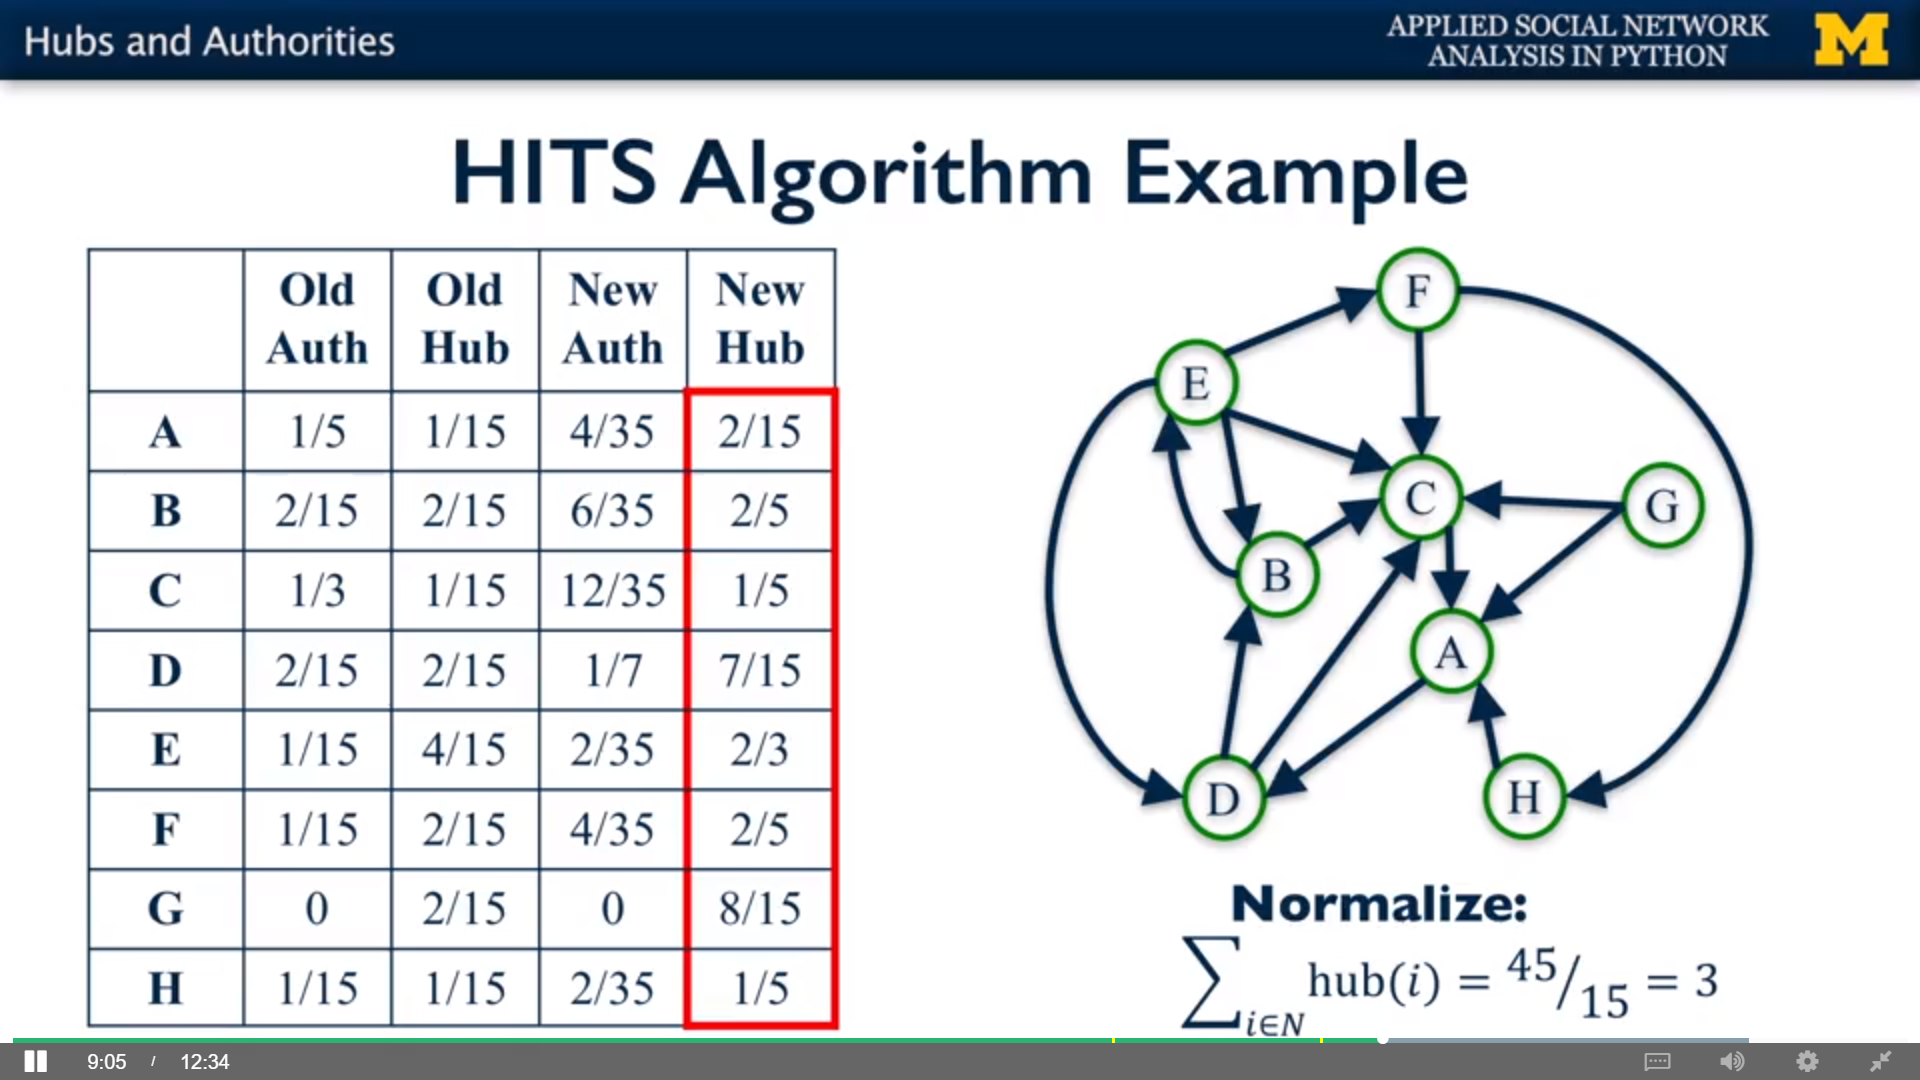 Hubs and Authorities
APPLIED SOCIAL NETWORK
ANALYSIS IN PYTHON
M
HITS Algorithm Example
Old Auth Old Hub New Auth New Hub
A 1/5 1/15 4/35 2/15
B 2/15 2/15 6/35 2/5
C 1/3 1/15 12/35 1/5
D 2/15 2/15 1/7 7/15
E 1/15 4/15 2/35 2/3
F 1/15 2/15 4/35 2/5
G 0 2/15 0 8/15
H 1/15 1/15 2/35 1/5
F
E
C
G
B
A
D
H
Normalize:
∑i∈N hub(i) = 45/15 = 3
9:05 / 12:34